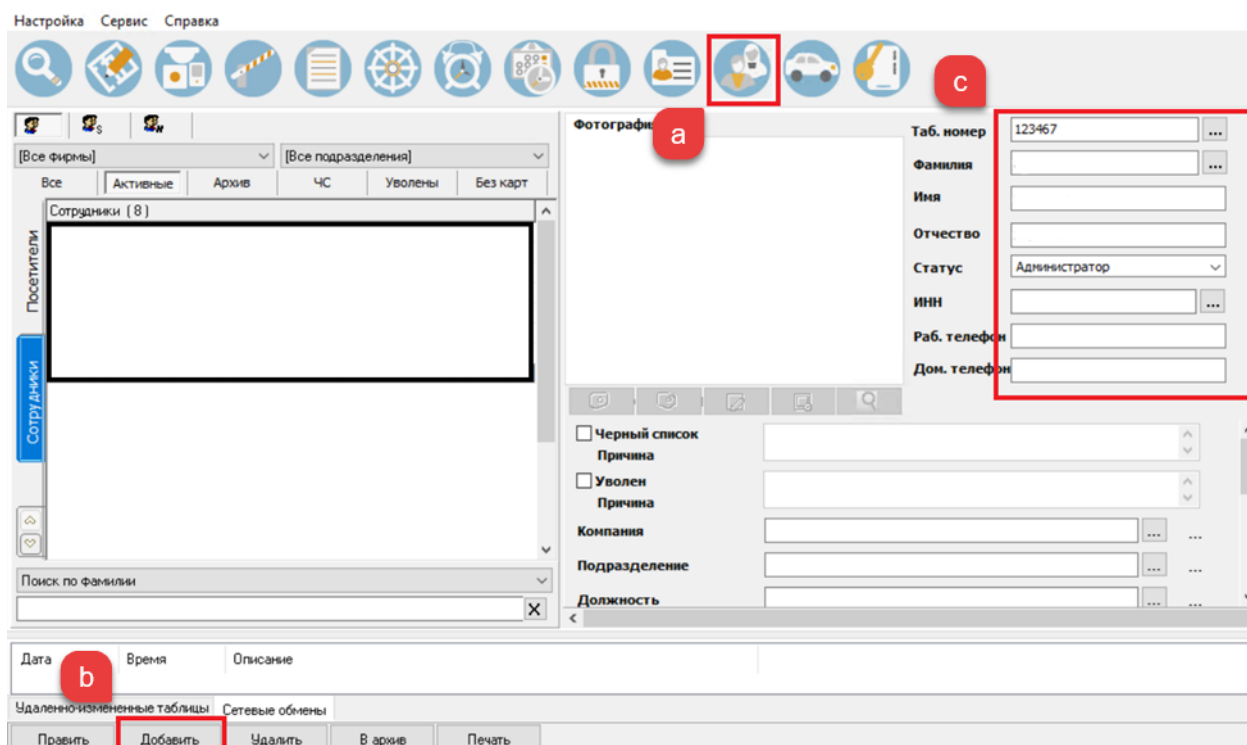 Настройка Сервис Справка
a
c
[Все фирмы] [Все подразделения]
Все Активные Архив ЧС Уволены Без карт
Сотрудники (8)
Посетители
Сотрудники
Поиск по фамилии
X
Фотография
Таб. номер 123467 ...
Фамилия ...
Имя
Отчество
Статус Администратор
ИНН ...
Раб. телефон
Дом. телефон
Черный список
Причина
Уволен
Причина
Компания ... ...
Подразделение ... ...
Должность ... ...
Дата Время Описание
b
Удаленно-измененные таблицы Сетевые обмены
Править Добавить Удалить В архив Печать